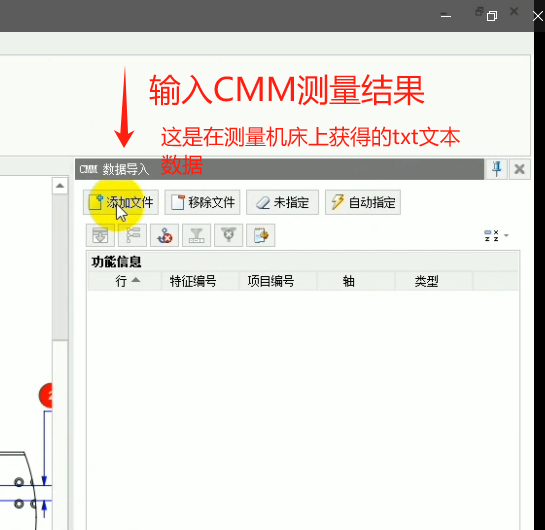 输入CMM测量结果
这是在测量机床上获得的txt文本
数据
CMM 数据导入
添加文件 移除文件 未指定 自动指定
功能信息
行 特征编号 项目编号 轴 类型
2